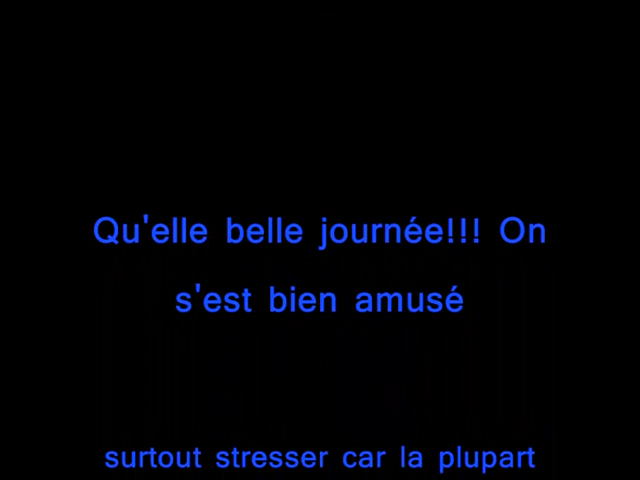 Qu'elle belle journée!!! On
s'est bien amusé
surtout stresser car la plupart